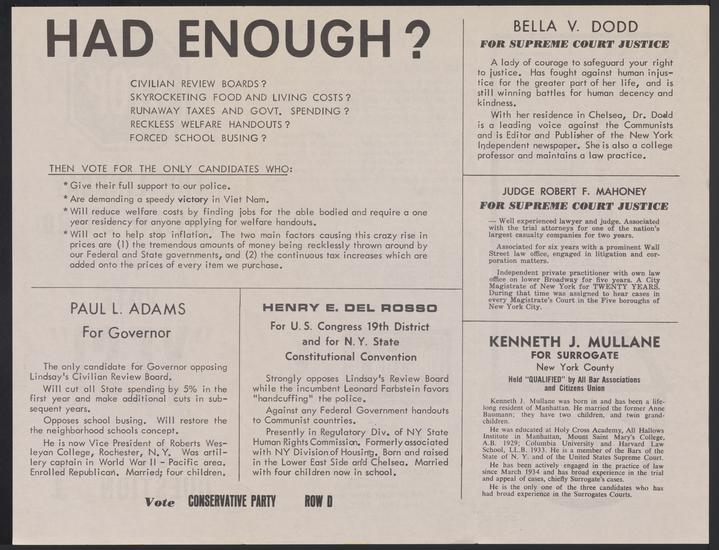 HAD ENOUGH?
CIVILIAN REVIEW BOARDS?
SKYROCKETING FOOD AND LIVING COSTS?
RUNAWAY TAXES AND GOVT. SPENDING?
RECKLESS WELFARE HANDOUTS?
FORCED SCHOOL BUSING?
THEN VOTE FOR THE ONLY CANDIDATES WHO:
* Give their full support to our police.
* Are demanding a speedy victory in Viet Nam.
* Will reduce welfare costs by finding jobs for the able bodied and require a one
year residency for anyone applying for welfare handouts.
* Will act to help stop inflation. The two main factors causing this crazy rise in
prices are (1) the tremendous amounts of money being recklessly thrown around by
our Federal and State governments, and (2) the continuous tax increases which are
added onto the prices of every item we purchase.
PAUL L. ADAMS
For Governor
The only candidate for Governor opposing
Lindsay's Civilian Review Board.
Will cut all State spending by 5% in the
first year and make additional cuts in sub-
sequent years.
Opposes school busing. Will restore the
the neighborhood schools concept.
He is now Vice President of Roberts Wes-
leyan College, Rochester, N.Y. Was artil-
lery captain in World War II - Pacific area.
Enrolled Republican. Married; four children.
HENRY E. DEL ROSSO
For U.S. Congress 19th District
and for N.Y. State
Constitutional Convention
Strongly opposes Lindsay's Review Board
while the incumbent Leonard Farbstein favors
"handcuffing" the police.
Against any Federal Government handouts
to Communist countries.
Presently in Regulatory Div. of NY State
Human Rights Commission. Formerly associated
with NY Division of Housing. Born and raised
in the Lower East Side and Chelsea. Married
with four children now in school.
Vote CONSERVATIVE PARTY ROW D
BELLA V. DODD
FOR SUPREME COURT JUSTICE
A lady of courage to safeguard your right
to justice. Has fought against human injus-
tice for the greater part of her life, and is
still winning battles for human decency and
kindness.
With her residence in Chelsea, Dr. Dodd
is a leading voice against the Communists
and is Editor and Publisher of the New York
Independent newspaper. She is also a college
professor and maintains a law practice.
JUDGE ROBERT F. MAHONEY
FOR SUPREME COURT JUSTICE
— Well experienced lawyer and judge. Associated
with the trial attorneys for one of the nation's
largest casualty companies for two years.
Associated for six years with a prominent Wall
Street law office, engaged in litigation and cor-
poration matters.
Independent private practitioner with own law
office on lower Broadway for five years. A City
Magistrate of New York for TWENTY YEARS.
During that time was assigned to hear cases in
every Magistrate's Court in the Five boroughs of
New York City.
KENNETH J. MULLANE
FOR SURROGATE
New York County
Held "QUALIFIED" by All Bar Associations
and Citizens Union
Kenneth J. Mullane was born in and has been a life-
long resident of Manhattan. He married the former Anne
Baumann; they have two children, and twin grand-
children.
He was educated at Holy Cross Academy, All Hallows
Institute in Manhattan, Mount Saint Mary's College,
A.B. 1929; Columbia University and Harvard Law
School, LL.B. 1933. He is a member of the Bars of the
State of N. Y. and of the United States Supreme Court.
He has been actively engaged in the practice of law
since March 1934 and has broad experience in the trial
and appeal of cases, chiefly Surrogate's cases.
He is the only one of the three candidates who has
had broad experience in the Surrogates Courts.